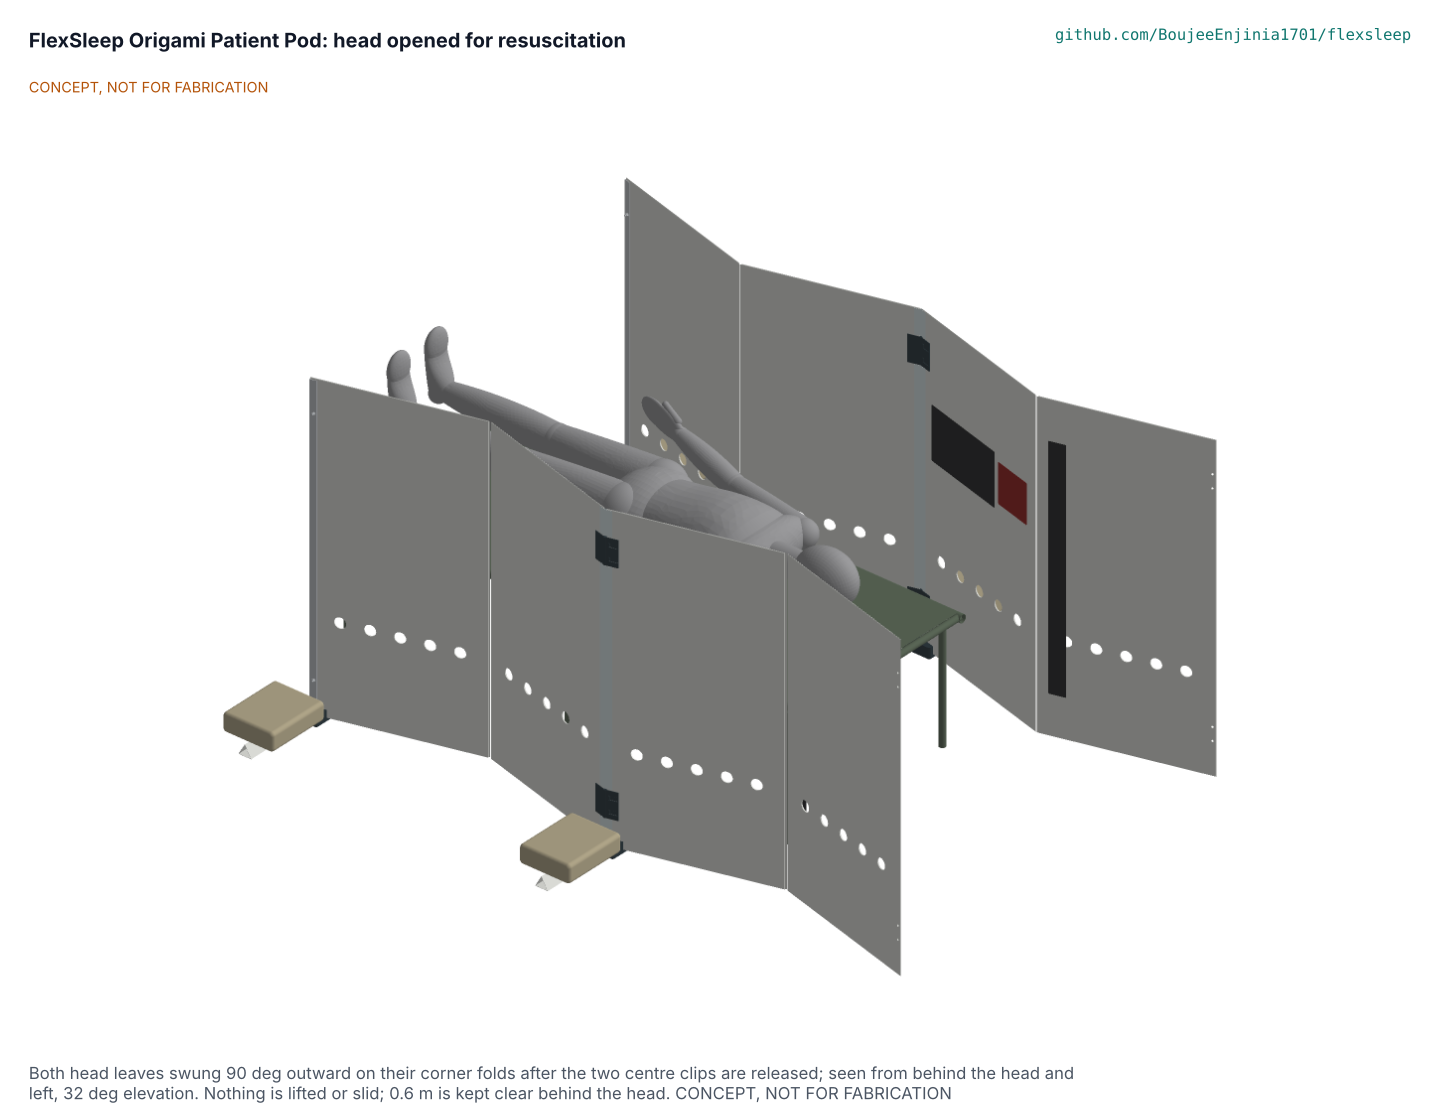 FlexSleep Origami Patient Pod: head opened for resuscitation
github.com/BoujeeEnjinia1701/flexsleep
CONCEPT, NOT FOR FABRICATION
Both head leaves swung 90 deg outward on their corner folds after the two centre clips are released; seen from behind the head and
left, 32 deg elevation. Nothing is lifted or slid; 0.6 m is kept clear behind the head. CONCEPT, NOT FOR FABRICATION